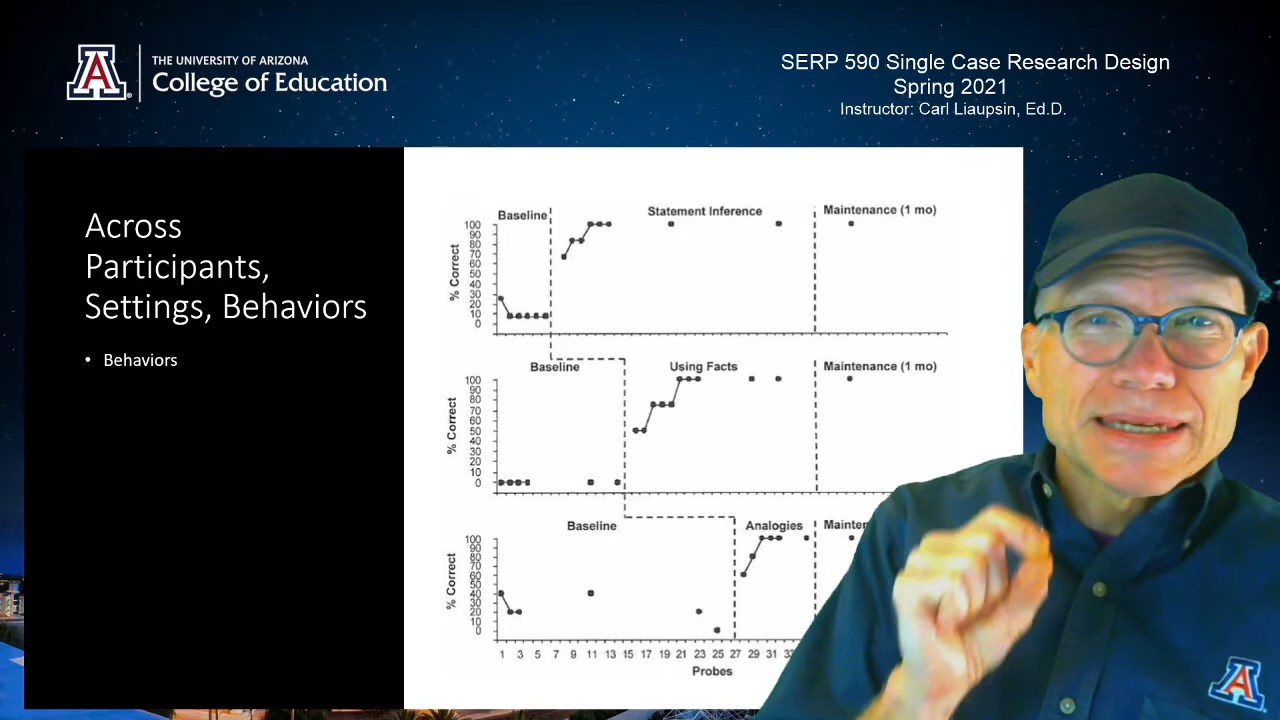 THE UNIVERSITY OF ARIZONA
College of Education
SERP 590 Single Case Research Design
Spring 2021
Instructor: Carl Liaupsin, Ed.D.
Across
Participants,
Settings, Behaviors
• Behaviors
Baseline
Statement Inference
Maintenance (1 mo)
% Correct
100
90
80
70
60
50
40
30
20
10
0
Baseline
Using Facts
Maintenance (1 mo)
% Correct
100
90
80
70
60
50
40
30
20
10
0
Baseline
Analogies
% Correct
100
90
80
70
60
50
40
30
20
10
0
1 3 5 7 9 11 13 15 17 19 21 23 25 27 29 31
Probes
A
A